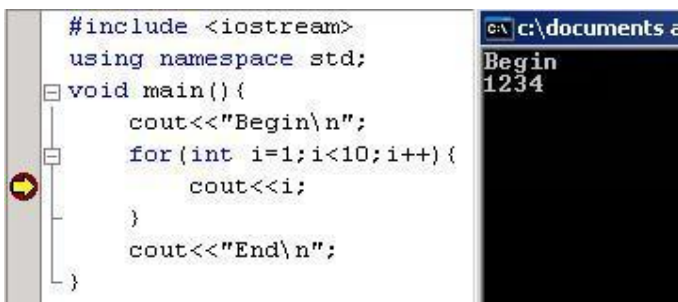 #include <iostream>
using namespace std;
void main(){
cout<<"Begin\n";
for(int i=1;i<10;i++){
cout<<i;
}
cout<<"End\n";
}
c:\documents a
Begin
1234